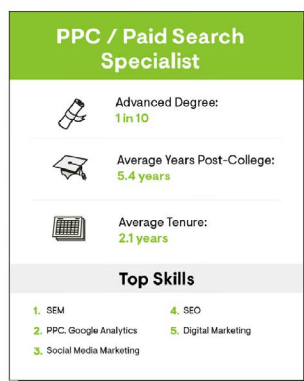 PPC / Paid Search
Specialist
Advanced Degree:
1 in 10
Average Years Post-College:
5.4 years
Average Tenure:
2.1 years
Top Skills
1. SEM
2. PPC. Google Analytics
3. Social Media Marketing
4. SEO
5. Digital Marketing